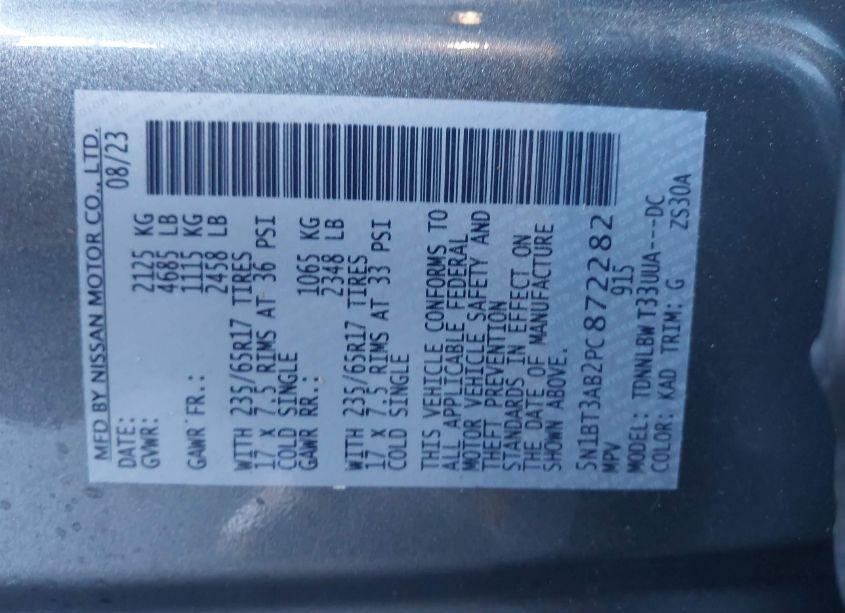 MFD BY NISSAN MOTOR CO., LTD.
DATE: 08/23
GVWR: 2125 KG
4685 LB
GAWR FR.: 1115 KG
2458 LB
WITH 235/65R17 TIRES
17 X 7.5 RIMS AT 36 PSI
COLD SINGLE
GAWR RR.: 1065 KG
2348 LB
WITH 235/65R17 TIRES
17 X 7.5 RIMS AT 33 PSI
COLD SINGLE
THIS VEHICLE CONFORMS TO
ALL APPLICABLE FEDERAL
MOTOR VEHICLE SAFETY AND
THEFT PREVENTION
STANDARDS IN EFFECT ON
THE DATE OF MANUFACTURE
SHOWN ABOVE.
5N1BT3AB2PC872282
MPV 915
MODEL: TDNNLBW T33UUA---DC
COLOR: KAD TRIM: G ZS30A